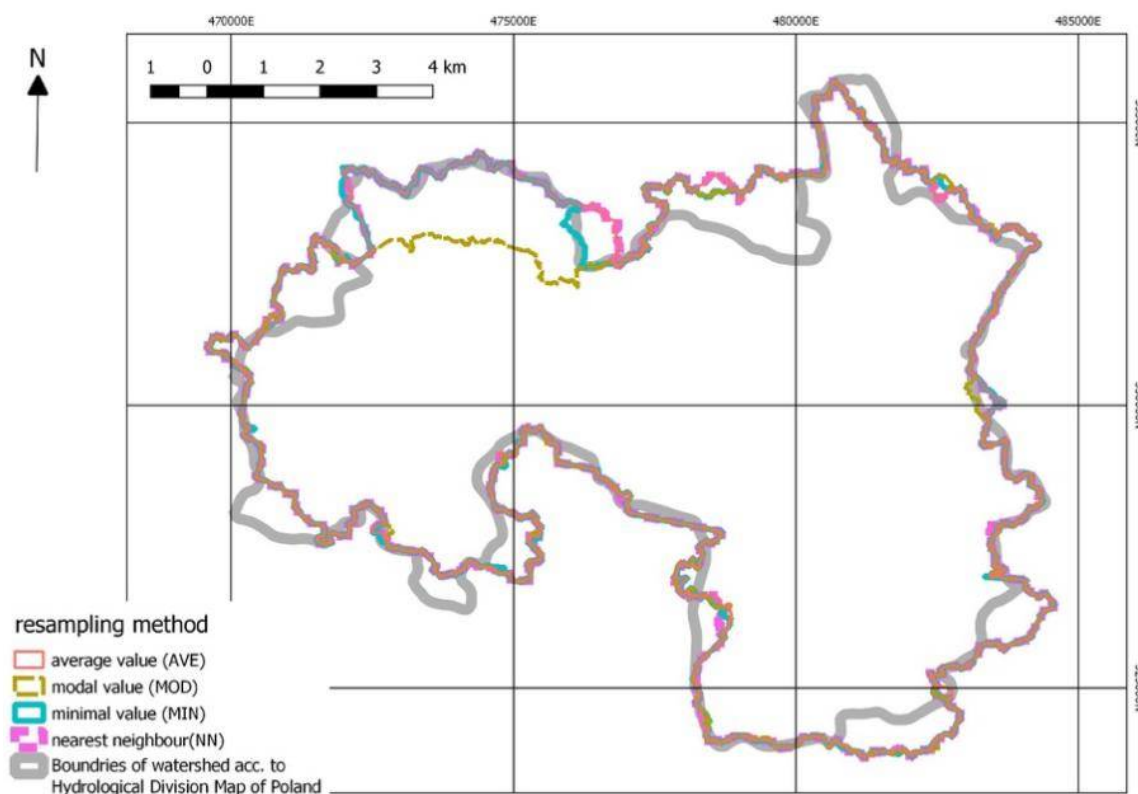 470000E 475000E 480000E 485000E
N
1 0 1 2 3 4 km
resampling method
average value (AVE)
modal value (MOD)
minimal value (MIN)
nearest neighbour(NN)
Boundries of watershed acc. to
Hydrological Division Map of Poland